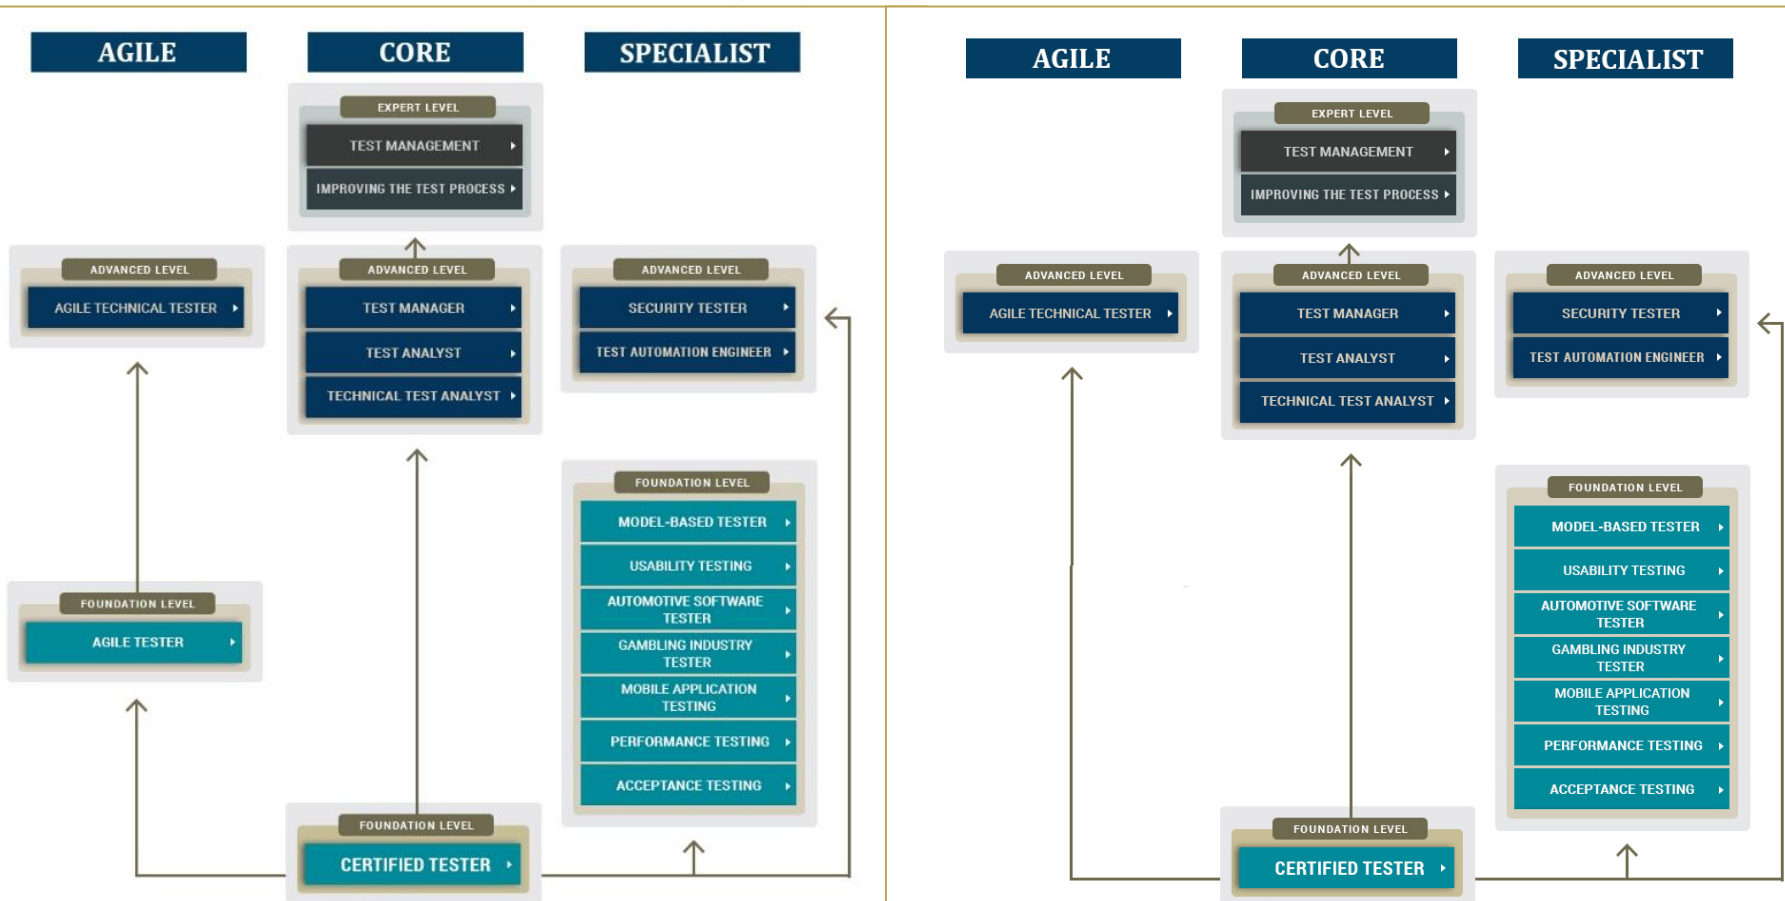 AGILE
CORE
SPECIALIST
EXPERT LEVEL
TEST MANAGEMENT
IMPROVING THE TEST PROCESS
ADVANCED LEVEL
AGILE TECHNICAL TESTER
ADVANCED LEVEL
TEST MANAGER
TEST ANALYST
TECHNICAL TEST ANALYST
ADVANCED LEVEL
SECURITY TESTER
TEST AUTOMATION ENGINEER
FOUNDATION LEVEL
AGILE TESTER
FOUNDATION LEVEL
MODEL-BASED TESTER
USABILITY TESTING
AUTOMOTIVE SOFTWARE
TESTER
GAMBLING INDUSTRY
TESTER
MOBILE APPLICATION
TESTING
PERFORMANCE TESTING
ACCEPTANCE TESTING
FOUNDATION LEVEL
CERTIFIED TESTER
AGILE
CORE
SPECIALIST
EXPERT LEVEL
TEST MANAGEMENT
IMPROVING THE TEST PROCESS
ADVANCED LEVEL
AGILE TECHNICAL TESTER
ADVANCED LEVEL
TEST MANAGER
TEST ANALYST
TECHNICAL TEST ANALYST
ADVANCED LEVEL
SECURITY TESTER
TEST AUTOMATION ENGINEER
FOUNDATION LEVEL
MODEL-BASED TESTER
USABILITY TESTING
AUTOMOTIVE SOFTWARE
TESTER
GAMBLING INDUSTRY
TESTER
MOBILE APPLICATION
TESTING
PERFORMANCE TESTING
ACCEPTANCE TESTING
FOUNDATION LEVEL
CERTIFIED TESTER